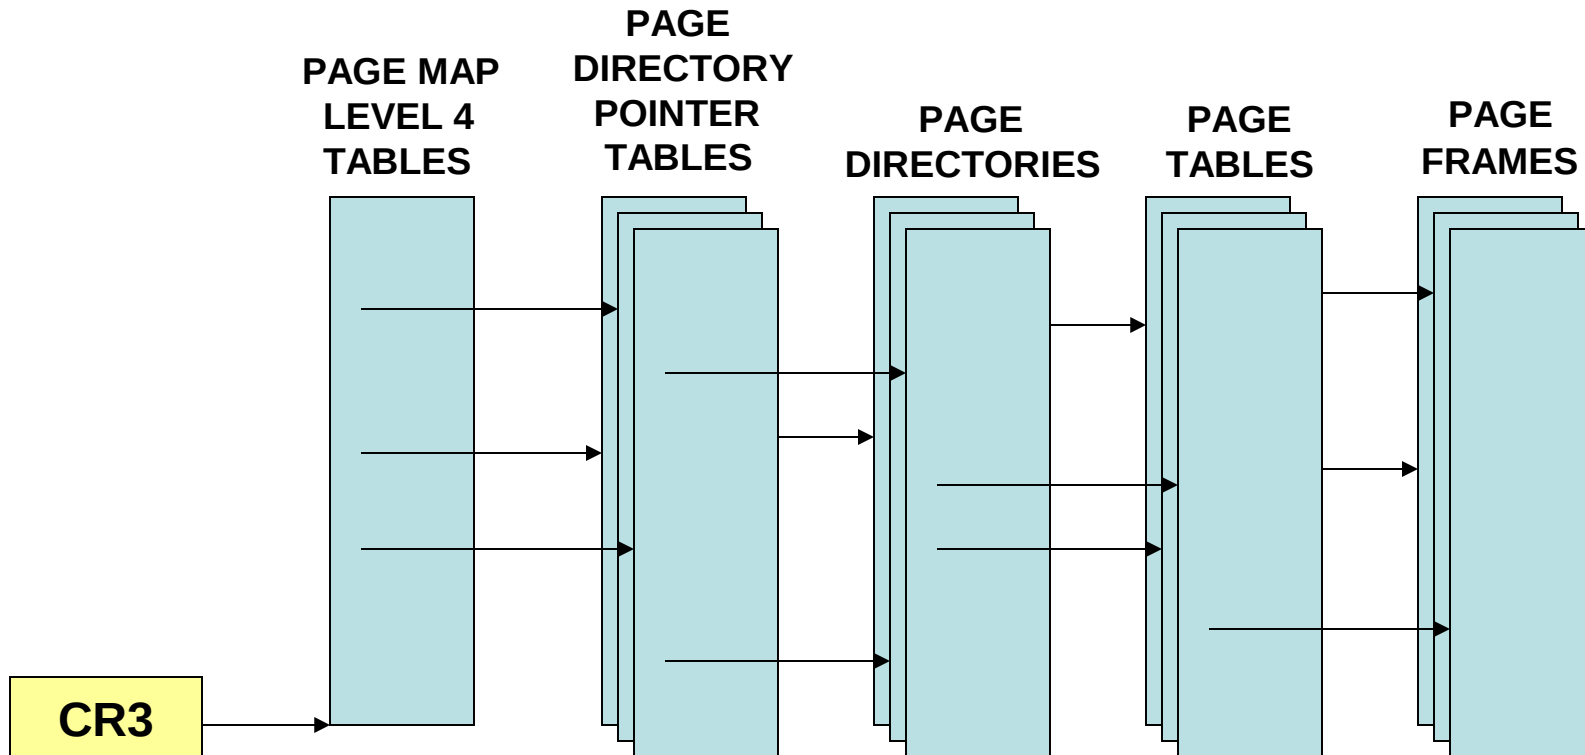 PAGE MAP
LEVEL 4
TABLES
PAGE
DIRECTORY
POINTER
TABLES
PAGE
DIRECTORIES
PAGE
TABLES
PAGE
FRAMES
CR3